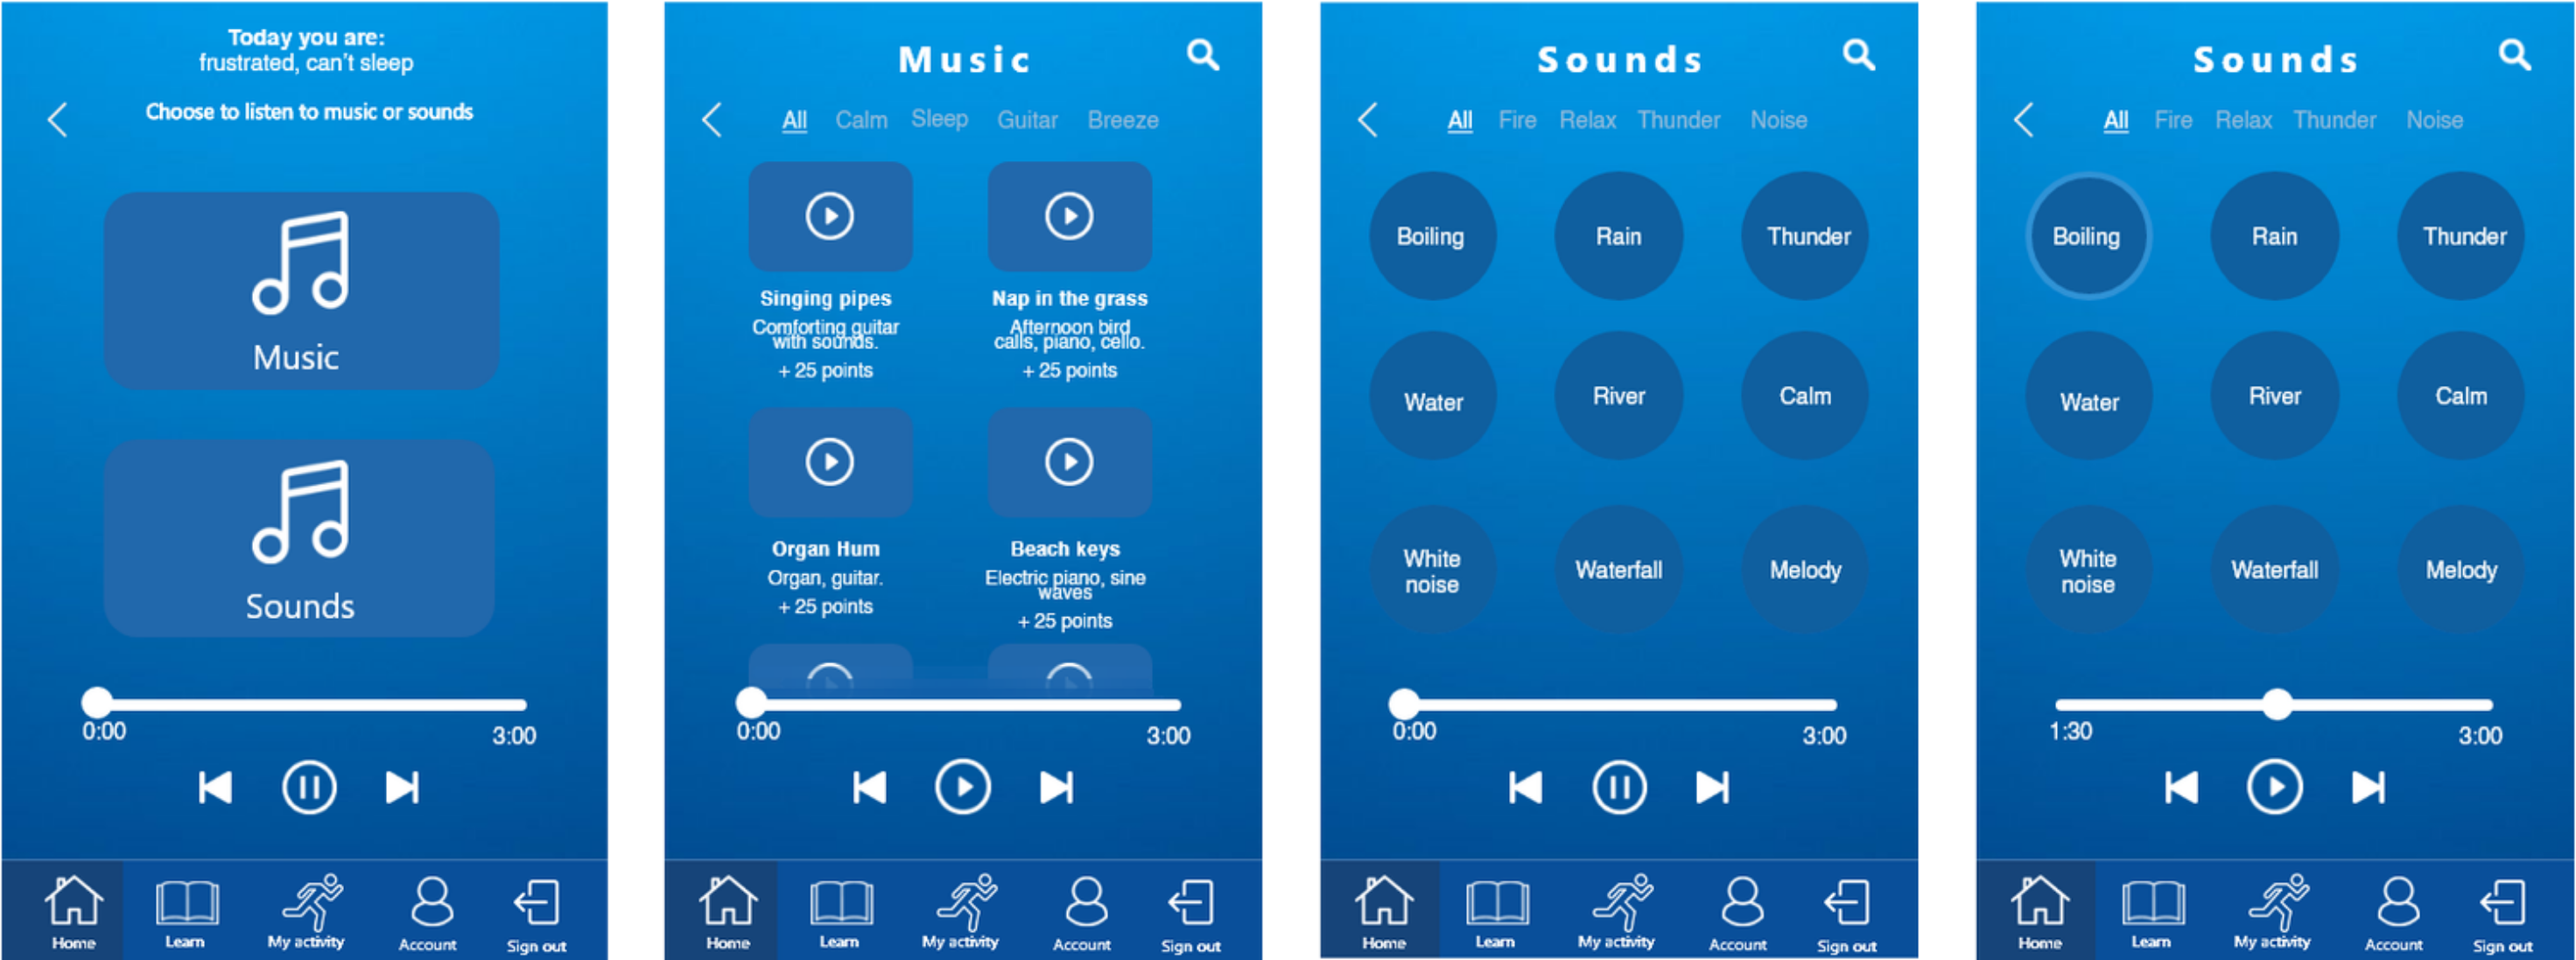 Today you are:
frustrated, can't sleep
Choose to listen to music or sounds
Music
Sounds
0:00
3:00
Home
Learn
My activity
Account
Sign out
Music
All Calm Sleep Guitar Breeze
Singing pipes
Comforting guitar
with sounds.
+ 25 points
Nap in the grass
Afternoon bird
calls, piano, cello.
+ 25 points
Organ Hum
Organ, guitar.
+ 25 points
Beach keys
Electric piano, sine
waves
+ 25 points
0:00
3:00
Home
Learn
My activity
Account
Sign out
Sounds
All Fire Relax Thunder Noise
Boiling
Rain
Thunder
Water
River
Calm
White
noise
Waterfall
Melody
0:00
3:00
Home
Learn
My activity
Account
Sign out
Sounds
All Fire Relax Thunder Noise
Boiling
Rain
Thunder
Water
River
Calm
White
noise
Waterfall
Melody
1:30
3:00
Home
Learn
My activity
Account
Sign out